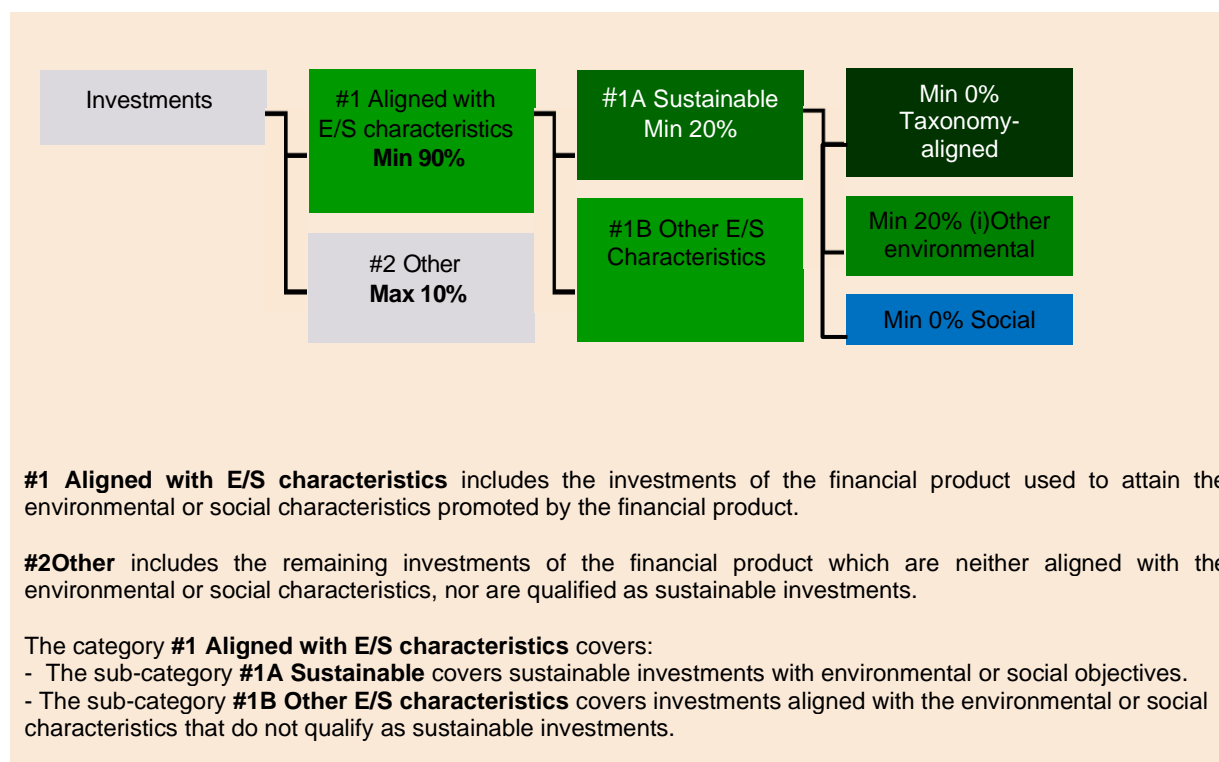 Investments
#1 Aligned with
E/S characteristics
Min 90%
#2 Other
Max 10%
#1A Sustainable
Min 20%
#1B Other E/S
Characteristics
Min 0%
Taxonomy-
aligned
Min 20% (i)Other
environmental
Min 0% Social
#1 Aligned with E/S characteristics includes the investments of the financial product used to attain the
environmental or social characteristics promoted by the financial product.
#2Other includes the remaining investments of the financial product which are neither aligned with the
environmental or social characteristics, nor are qualified as sustainable investments.
The category #1 Aligned with E/S characteristics covers:
- The sub-category #1A Sustainable covers sustainable investments with environmental or social objectives.
- The sub-category #1B Other E/S characteristics covers investments aligned with the environmental or social
characteristics that do not qualify as sustainable investments.